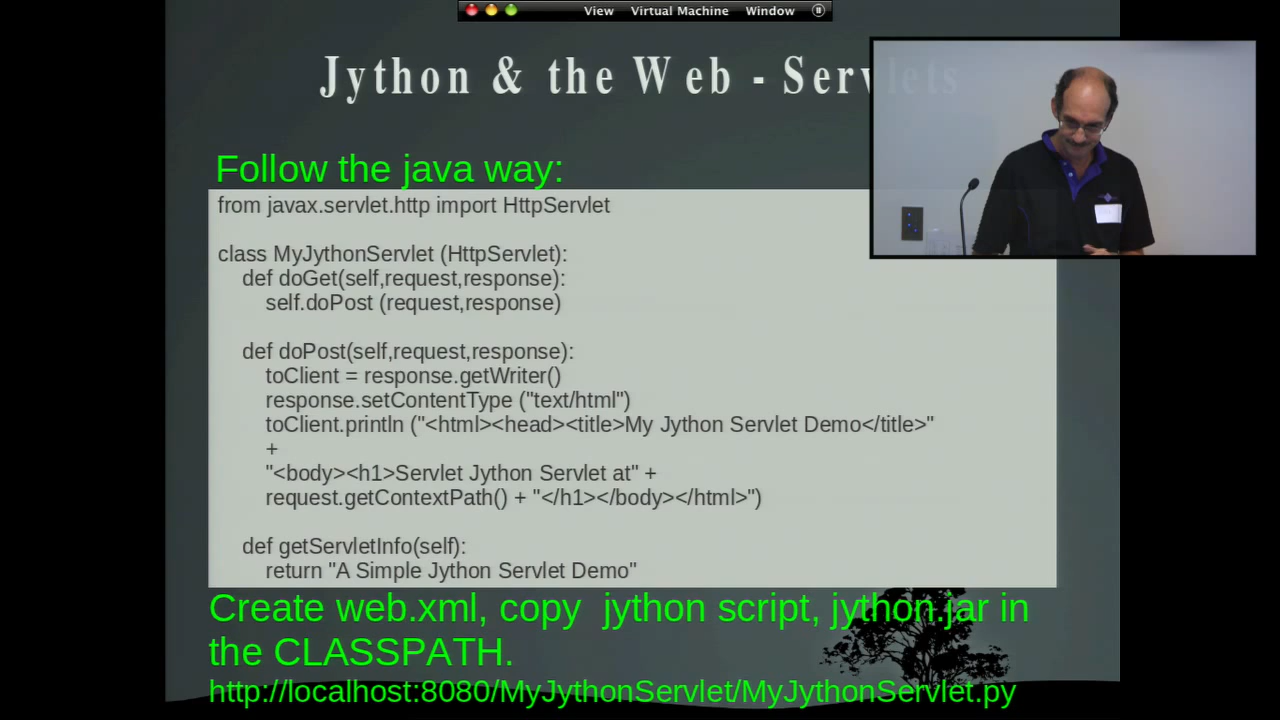 View Virtual Machine Window
Jython & the Web - Servlets
Follow the java way:
from javax.servlet.http import HttpServlet
class MyJythonServlet (HttpServlet):
def doGet(self,request,response):
self.doPost (request,response)
def doPost(self,request,response):
toClient = response.getWriter()
response.setContentType ("text/html")
toClient.println ("<html><head><title>My Jython Servlet Demo</title>"
+
"<body><h1>Servlet Jython Servlet at" +
request.getContextPath() + "</h1></body></html>")
def getServletInfo(self):
return "A Simple Jython Servlet Demo"
Create web.xml, copy  jython script, jython.jar in
the CLASSPATH.
http://localhost:8080/MyJythonServlet/MyJythonServlet.py